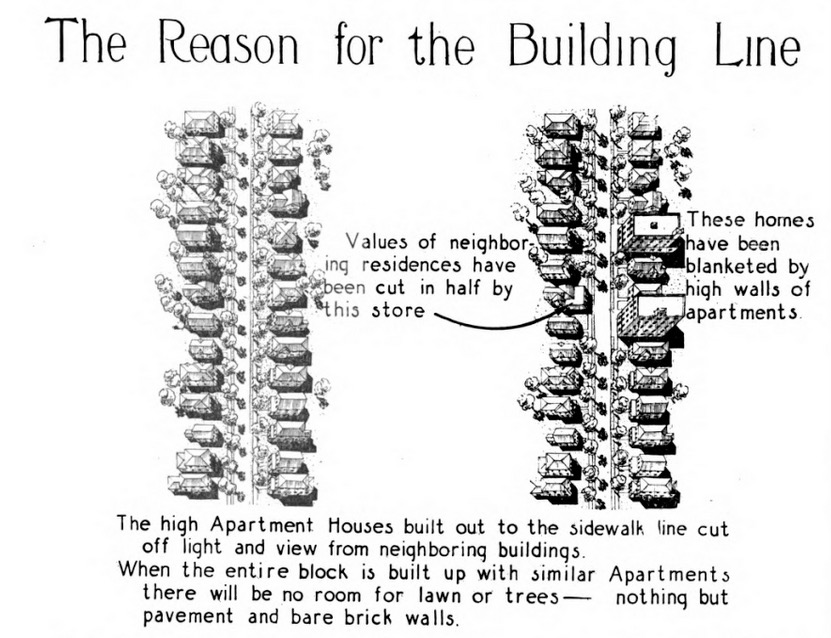 The Reason for the Building Line
Values of neighbor-
ing residences have
been cut in half by
this store
These homes
have been
blanketed by
high walls of
apartments.
The high Apartment Houses built out to the sidewalk line cut
off light and view from neighboring buildings.
When the entire block is built up with similar Apartments
there will be no room for lawn or trees— nothing but
pavement and bare brick walls.